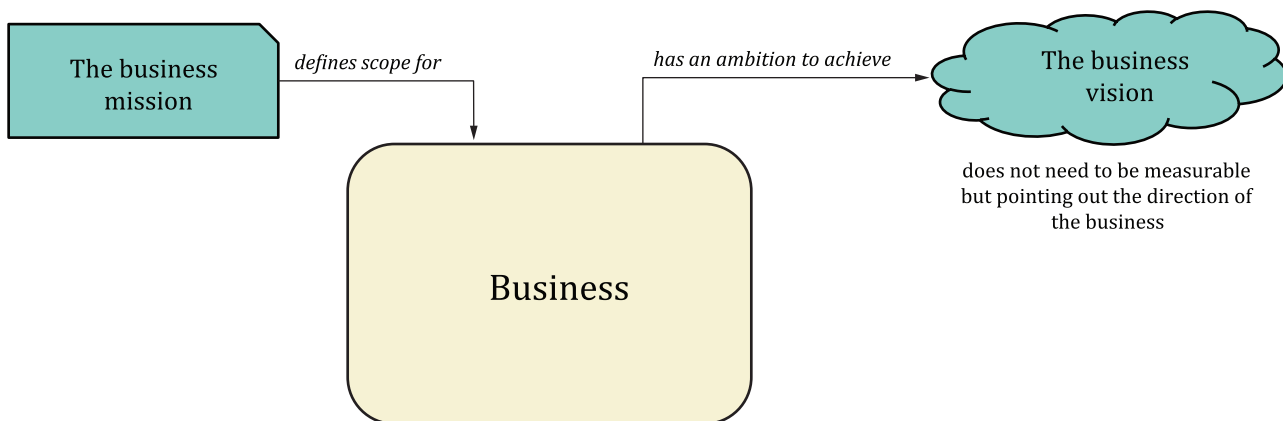 The business
mission
defines scope for
has an ambition to achieve
The business
vision
does not need to be measurable
but pointing out the direction of
the business
Business